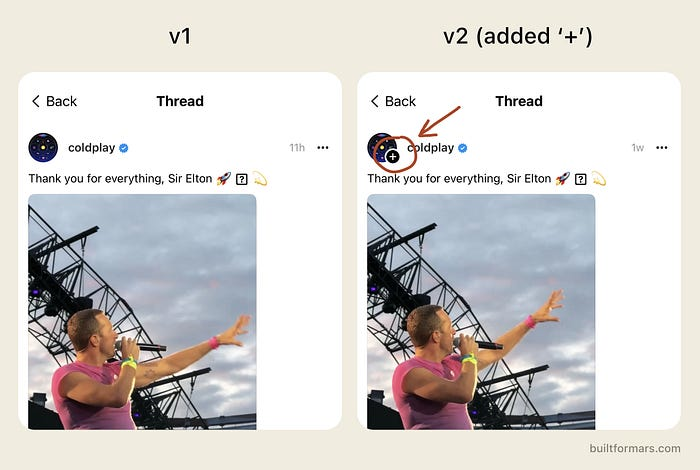 v1
v2 (added ‘+’)
Back
Thread
coldplay
11h
Thank you for everything, Sir Elton 🚀 ? 💫
Back
Thread
+
coldplay
1w
Thank you for everything, Sir Elton 🚀 ? 💫
builtformars.com